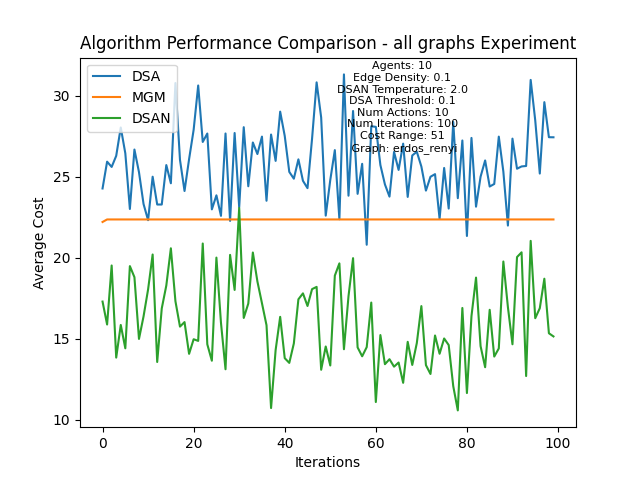 Algorithm Performance Comparison - all graphs Experiment
DSA
MGM
DSAN
Agents: 10
Edge Density: 0.1
DSAN Temperature: 2.0
DSA Threshold: 0.1
Num Actions: 10
Num_Iterations: 100
Cost Range: 51
Graph: erdos_renyi
30
25
20
15
10
Average Cost
0
20
40
60
80
100
Iterations